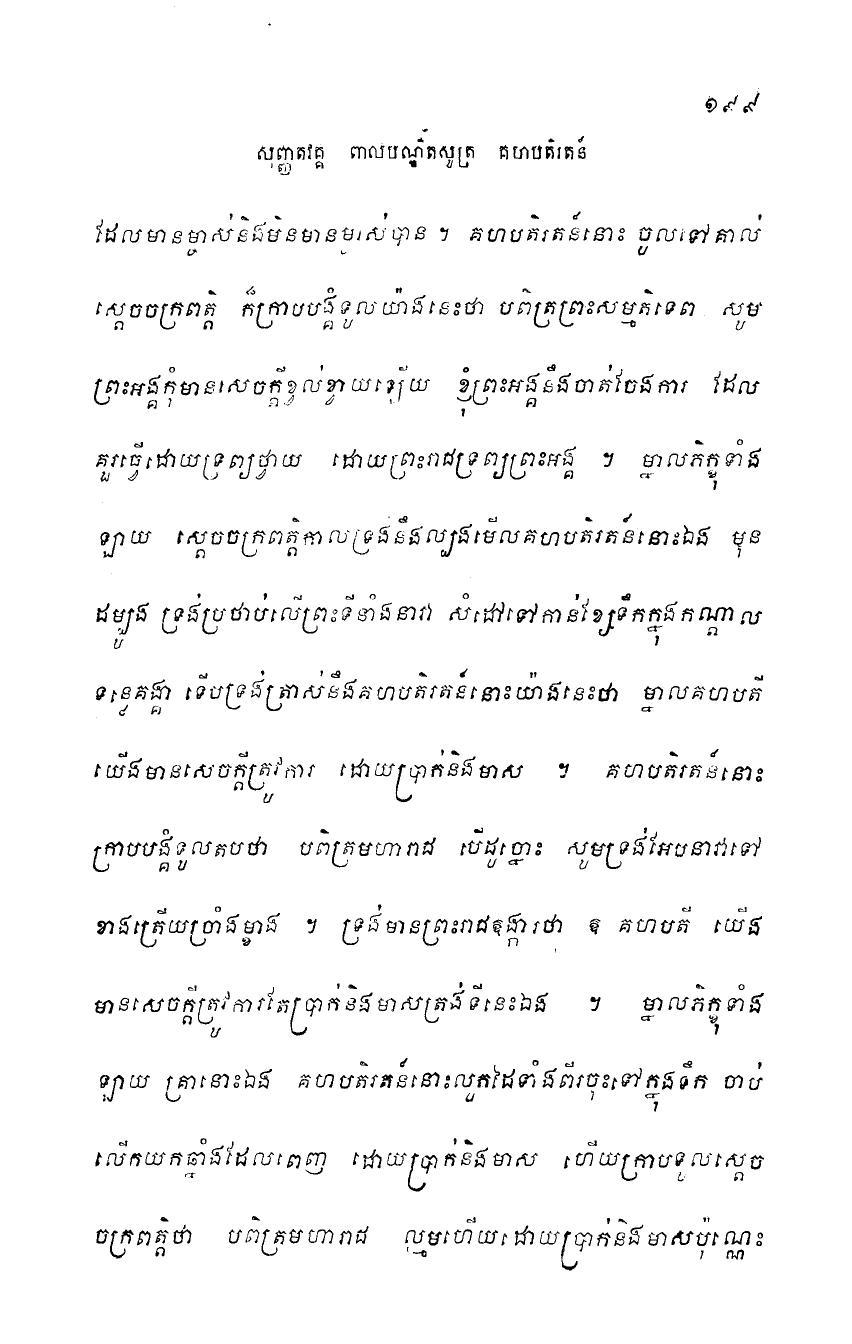 ១៩៩
សុញ្ញតវគ្គ ពាលបណ្ឌិតសូត្រ គហបតិរតន៍
ដែលមានម្ចាស់និងមិនមានម្ចាស់បាន ។ គហបតិរតន៍នោះ ចូលទៅគាល់
ស្តេចចក្រពត្តិ ក៏ក្រាបបង្គំទូលយ៉ាងនេះថា បពិត្រព្រះសម្មតិទេព សូម
ព្រះអង្គកុំមានសេចក្តីខ្វល់ខ្វាយឡើយ ខ្ញុំព្រះអង្គនឹងចាត់ចែងការ ដែល
គួរធ្វើដោយទ្រព្យថ្វាយ ដោយព្រះរាជទ្រព្យព្រះអង្គ ។ ម្នាលភិក្ខុទាំង
ឡាយ ស្តេចចក្រពត្តិកាលទ្រង់នឹងល្បងមើលគហបតិរតន៍នោះឯង មុន
ដម្បូង ទ្រង់ប្រថាប់លើព្រះទីនាំងនាវា សំដៅទៅកាន់ខ្សែទឹកក្នុងកណ្តាល
ទន្លេគង្គា ទើបទ្រង់ត្រាស់នឹងគហបតិរតន៍នោះយ៉ាងនេះថា ម្នាលគហបតី
យើងមានសេចក្តីត្រូវការ ដោយប្រាក់និងមាស ។ គហបតិរតន៍នោះ
ក្រាបបង្គំទូលតបថា បពិត្រមហារាជ បើដូច្នោះ សូមទ្រង់អែបនាវាទៅ
ខាងត្រើយច្រាំងម្ខាង ។ ទ្រង់មានព្រះរាជឱង្ការថា ឱ គហបតី យើង
មានសេចក្តីត្រូវការតែប្រាក់និងមាសត្រង់ទីនេះឯង ។ ម្នាលភិក្ខុទាំង
ឡាយ គ្រានោះឯង គហបតិរតន៍នោះលូកដៃទាំងពីរចុះទៅក្នុងទឹក ចាប់
លើកយកឆ្នាំងដែលពេញ ដោយប្រាក់និងមាស ហើយក្រាបទូលស្តេច
ចក្រពត្តិថា បពិត្រមហារាជ ល្មមហើយដោយប្រាក់និងមាសប៉ុណ្ណេះ